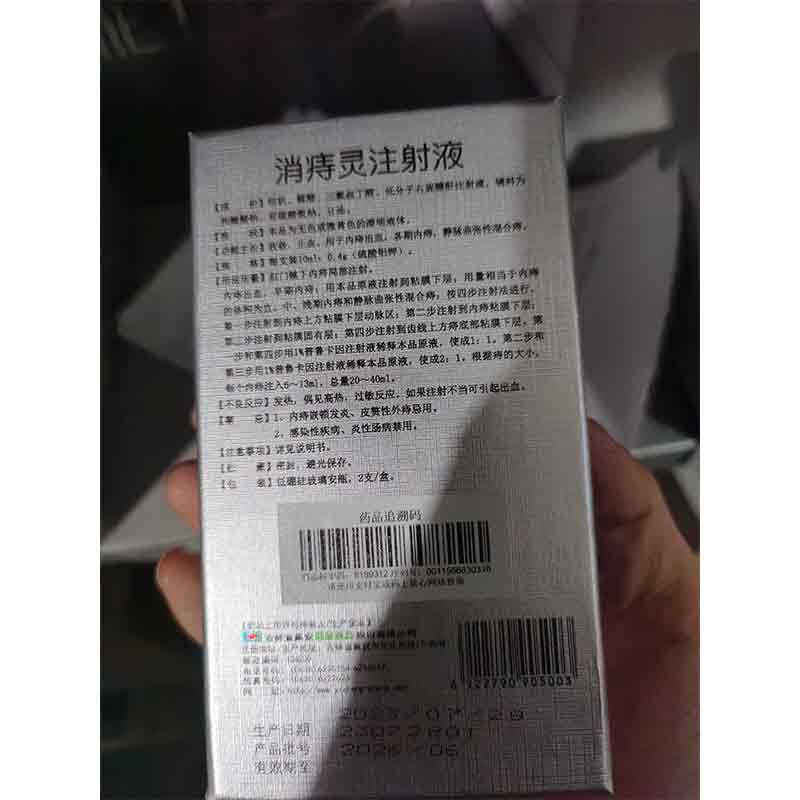 消痔灵注射液
【成 份】明矾、鞣酸、三氯叔丁醇、低分子右旋糖酐注射液，辅料为
枸橼酸钠、亚硫酸氢钠、甘油。
【性 状】本品为无色或微黄色的澄明液体。
【功能主治】收敛、止血。用于内痔出血，各期内痔，静脉曲张性混合痔。
【规 格】每支装10ml：0.4g（硫酸铝钾）。
【用法用量】肛门镜下内痔局部注射。
内痔出血，早期内痔：用本品原液注射到粘膜下层；用量相当于内痔
的体积为宜。中、晚期内痔和静脉曲张性混合痔：按四步注射法进行。
第一步注射到内痔上方粘膜下层动脉区；第二步注射到内痔粘膜下层；
第三步注射到粘膜固有层；第四步注射到齿线上方痔底部粘膜下层。第
一步和第四步用1%普鲁卡因注射液稀释本品原液，使成1：1。第二步和
第三步用1%普鲁卡因注射液稀释本品原液，使成2：1。根据痔的大小，
每个内痔注入6～13ml，总量20～40ml。
【不良反应】发热，偶见高热，过敏反应，如果注射不当可引起出血。
【禁 忌】1、内痔嵌顿发炎、皮赘性外痔忌用。
2、感染性疾病、炎性肠病禁用。
【注意事项】详见说明书。
【贮 藏】密封，避光保存。
【包 装】低硼硅玻璃安瓿，2支/盒。
药品追溯码
6 927790 905003
生产日期 2023/07/28
产品批号 23072801
有效期至 2026/06